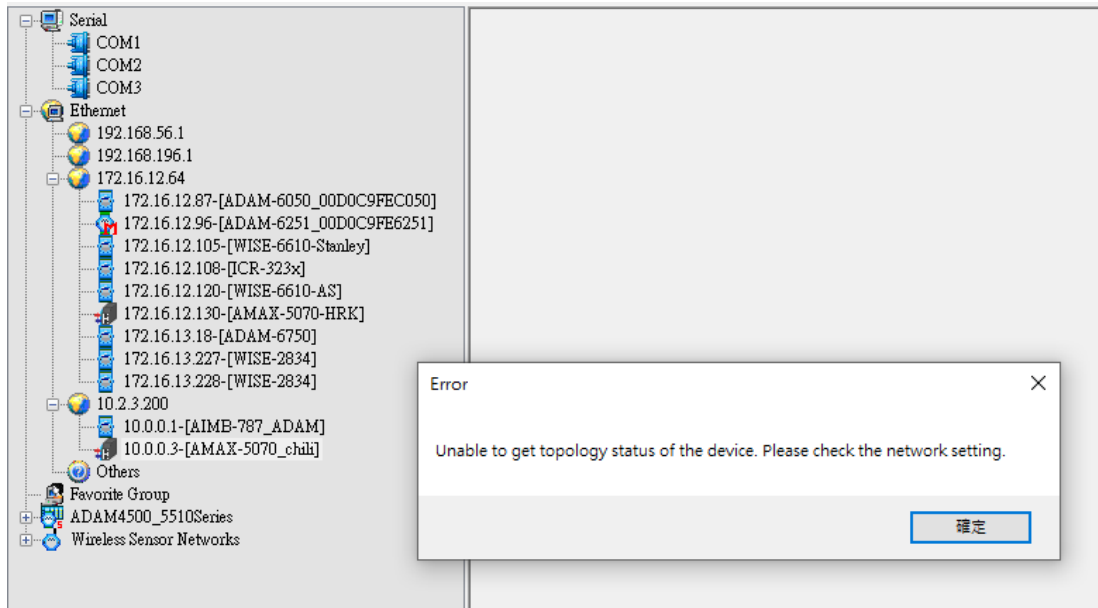 Serial
COM1
COM2
COM3
Ethernet
192.168.56.1
192.168.196.1
172.16.12.64
172.16.12.87-[ADAM-6050_00D0C9FEC050]
172.16.12.96-[ADAM-6251_00D0C9FE6251]
172.16.12.105-[WISE-6610-Stanley]
172.16.12.108-[ICR-323x]
172.16.12.120-[WISE-6610-AS]
172.16.12.130-[AMAX-5070-HRK]
172.16.13.18-[ADAM-6750]
172.16.13.227-[WISE-2834]
172.16.13.228-[WISE-2834]
10.2.3.200
10.0.0.1-[AIMB-787_ADAM]
10.0.0.3-[AMAX-5070_chili]
Others
Favorite Group
ADAM4500_5510Series
Wireless Sensor Networks
Error
Unable to get topology status of the device. Please check the network setting.
確定